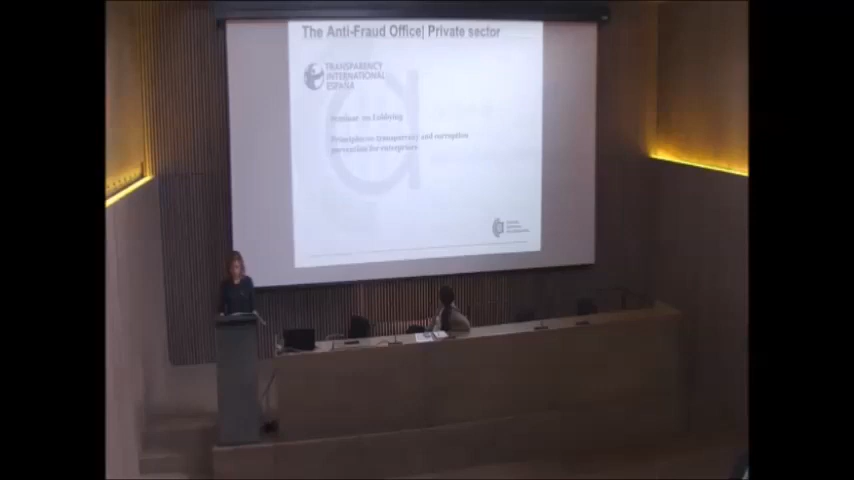 The Anti-Fraud Office| Private sector
TRANSPARENCY
INTERNATIONAL
ESPAÑA
on Lobbying
Principles on transparency and corruption
prevention for enterprises